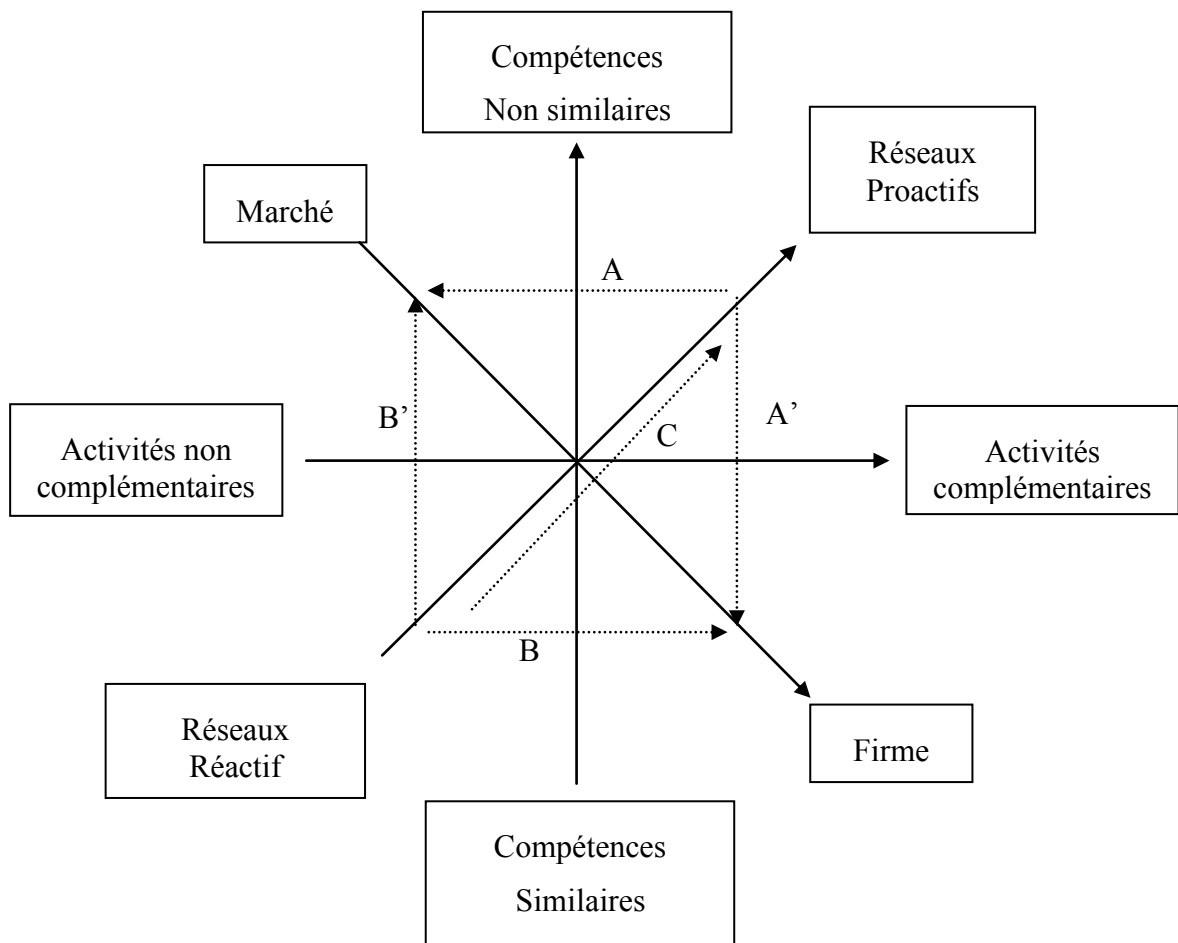 Compétences
Non similaires
Réseaux
Proactifs
Marché
A
B’
A’
C
Activités non
complémentaires
Activités
complémentaires
B
Réseaux
Réactif
Firme
Compétences
Similaires